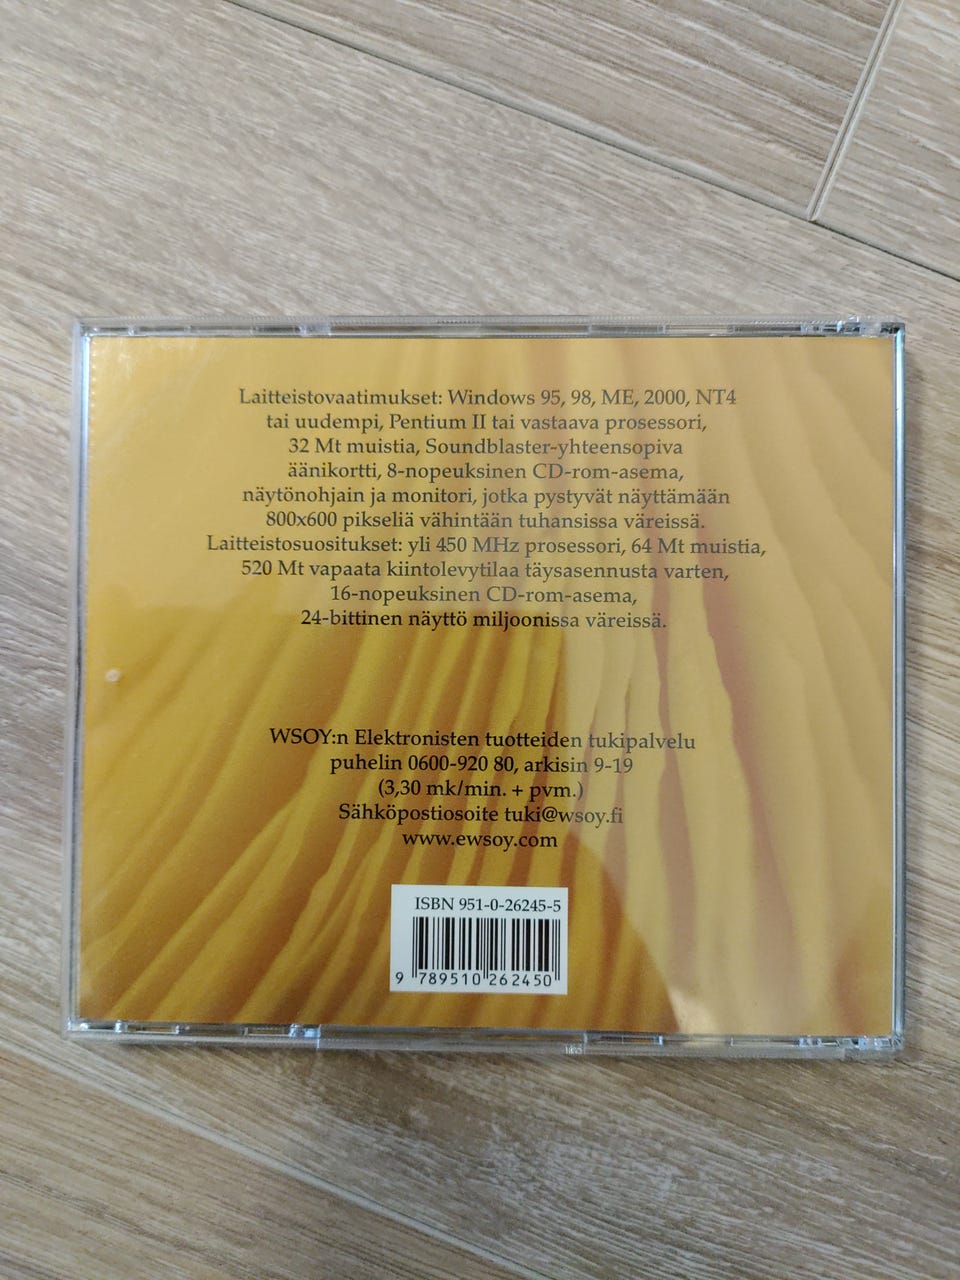 Laitteistovaatimukset: Windows 95, 98, ME, 2000, NT4
tai uudempi, Pentium II tai vastaava prosessori,
32 Mt muistia, Soundblaster-yhteensopiva
äänikortti, 8-nopeuksinen CD-rom-asema,
näytönohjain ja monitori, jotka pystyvät näyttämään
800x600 pikseliä vähintään tuhansissa väreissä.
Laitteistosuositukset: yli 450 MHz prosessori, 64 Mt muistia,
520 Mt vapaata kiintolevytilaa täysasennusta varten,
16-nopeuksinen CD-rom-asema,
24-bittinen näyttö miljoonissa väreissä.
WSOY:n Elektronisten tuotteiden tukipalvelu
puhelin 0600-920 80, arkisin 9-19
(3,30 mk/min. + pvm.)
Sähköpostiosoite tuki@wsoy.fi
www.ewsoy.com
ISBN 951-0-26245-5
9 789510 262450